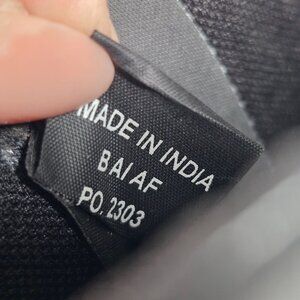 MADE IN INDIA
BAI AF
PO. 2303